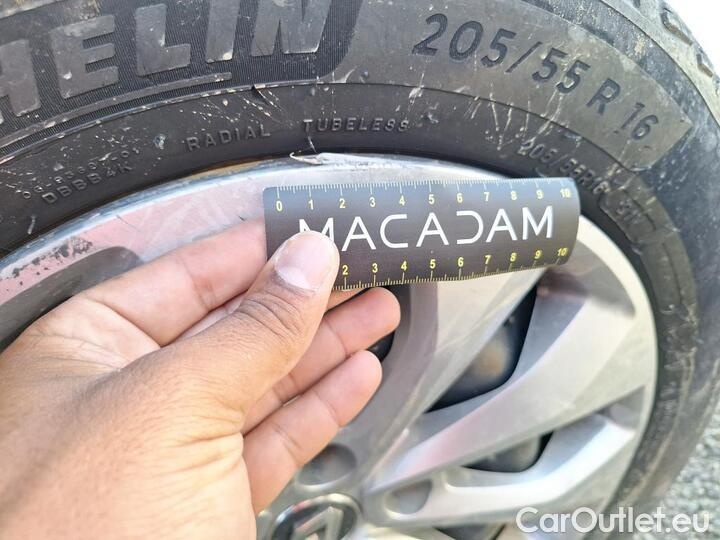 HELIN
205/55 R 16
RADIAL TUBELESS
DBBB4K
0 1 2 3 4 5 6 7 8 9 10
MACADAM
2 3 4 5 6 7 8 9 10
CarOutlet.eu